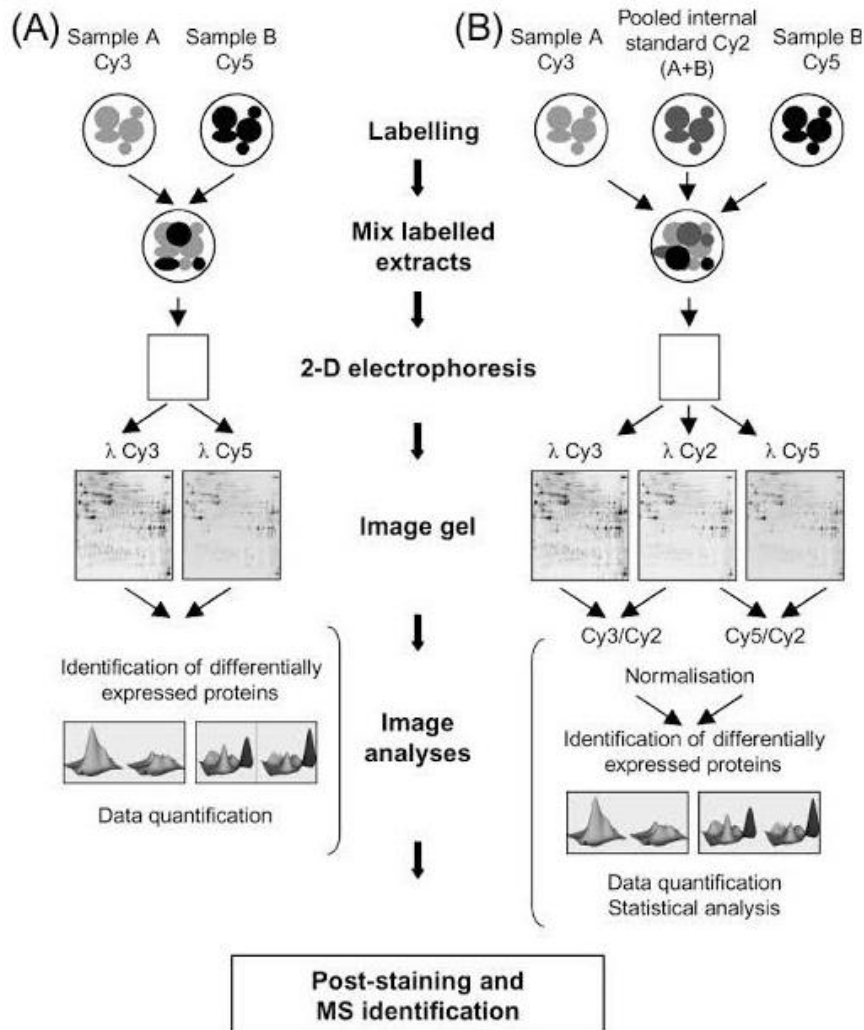 (A)
Sample A
Cy3
Sample B
Cy5
(B)
Sample A
Cy3
Pooled internal
standard Cy2
(A+B)
Sample B
Cy5
Labelling
Mix labelled
extracts
2-D electrophoresis
λ Cy3
λ Cy5
λ Cy3
λ Cy2
λ Cy5
Image gel
Cy3/Cy2
Cy5/Cy2
Normalisation
Identification of differentially
expressed proteins
Data quantification
Image
analyses
Identification of differentially
expressed proteins
Data quantification
Statistical analysis
Post-staining and
MS identification